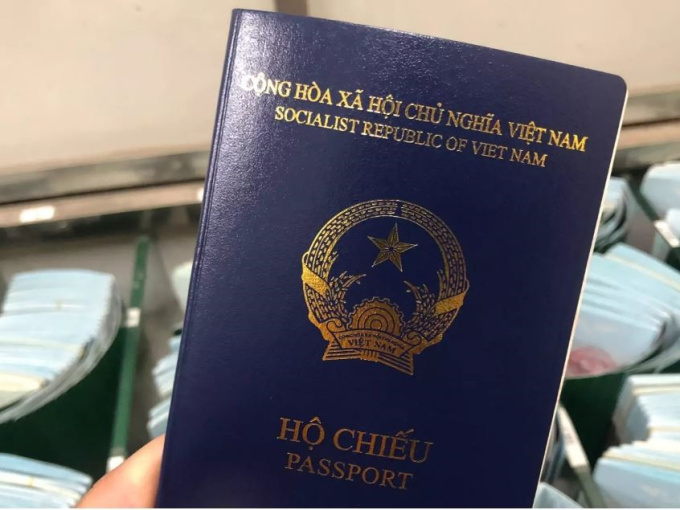 CỘNG HÒA XÃ HỘI CHỦ NGHĨA VIỆT NAM
SOCIALIST REPUBLIC OF VIET NAM
VIỆT NAM
HỘ CHIẾU
PASSPORT